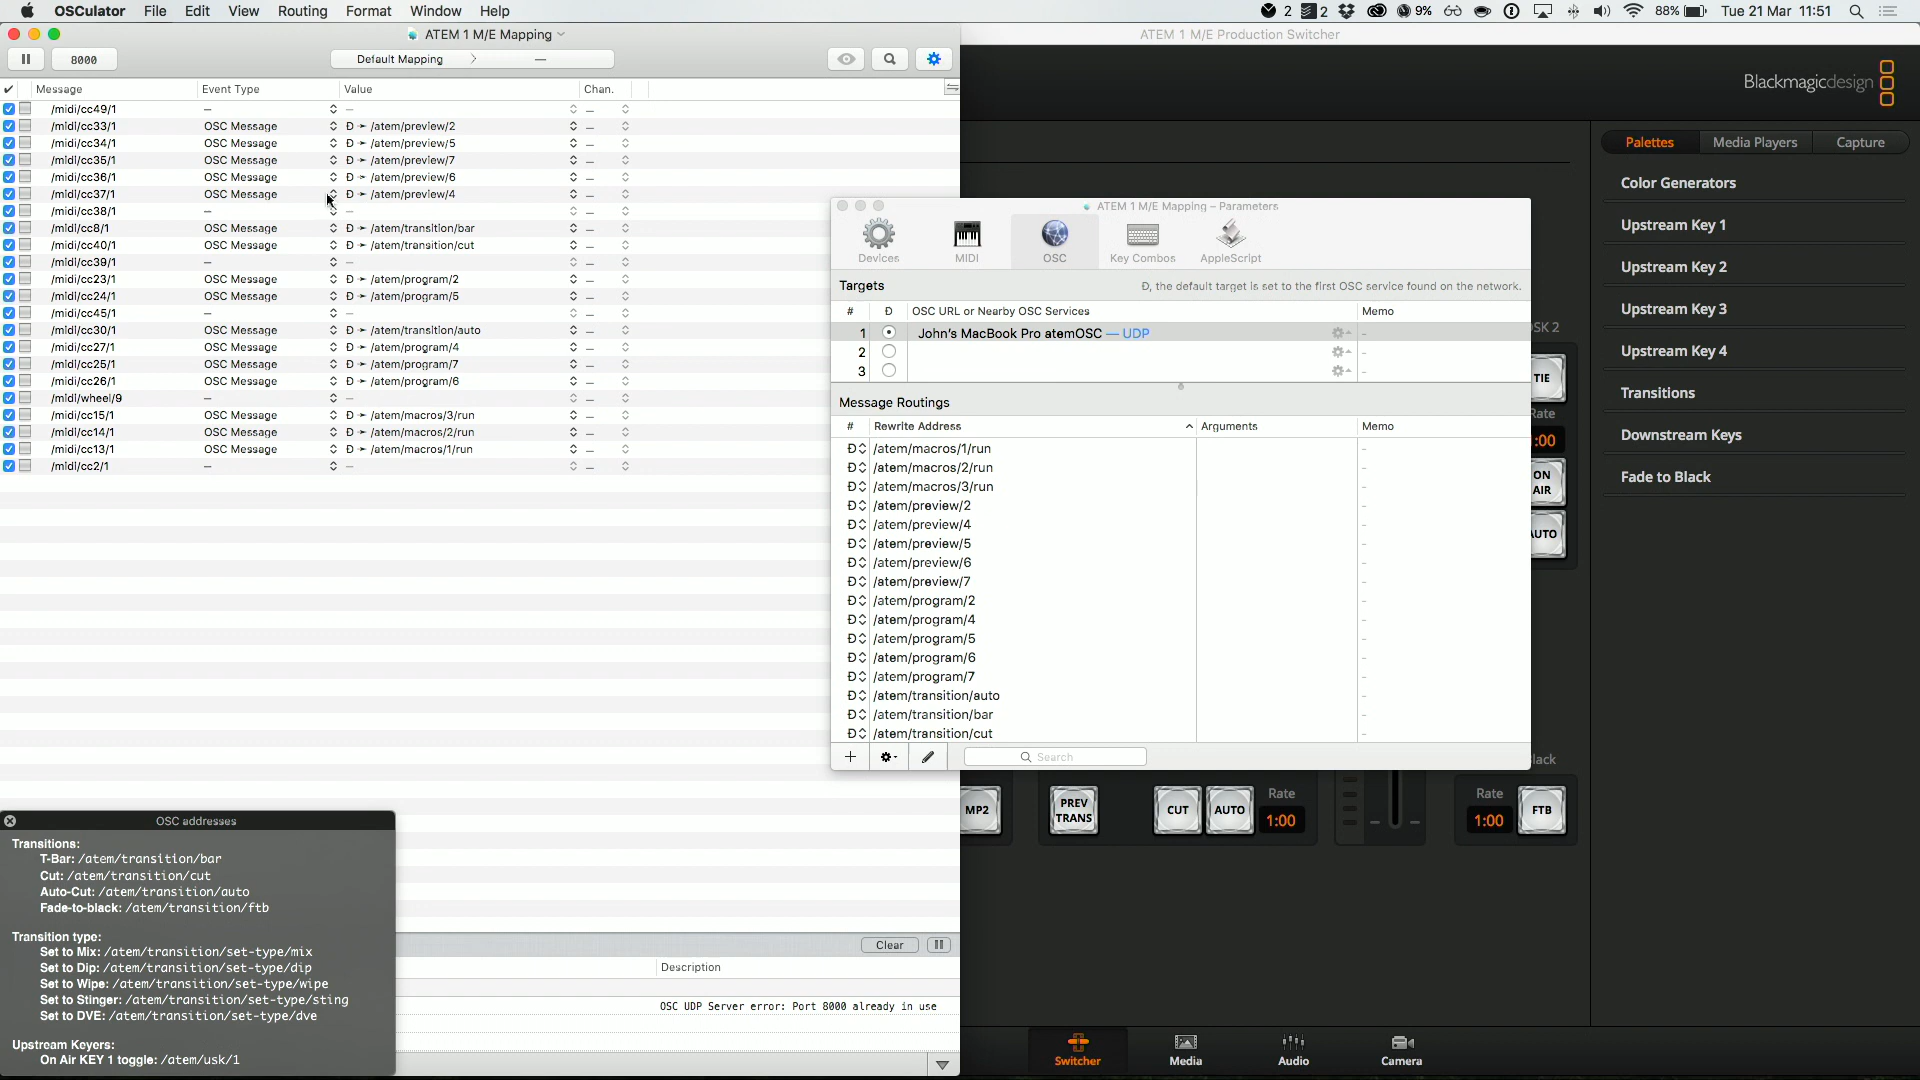 OSCulator File Edit View Routing Format Window Help
2 2 9% 88% Tue 21 Mar 11:51
ATEM 1 M/E Mapping
ATEM 1 M/E Production Switcher
8000 Default Mapping —
Message Event Type Value Chan.
/midi/cc49/1 – –
/midi/cc33/1 OSC Message Đ ➛ /atem/preview/2 –
/midi/cc34/1 OSC Message Đ ➛ /atem/preview/5 –
/midi/cc35/1 OSC Message Đ ➛ /atem/preview/7 –
/midi/cc36/1 OSC Message Đ ➛ /atem/preview/6 –
/midi/cc37/1 OSC Message Đ ➛ /atem/preview/4 –
/midi/cc38/1 – –
/midi/cc8/1 OSC Message Đ ➛ /atem/transition/bar –
/midi/cc40/1 OSC Message Đ ➛ /atem/transition/cut –
/midi/cc39/1 – –
/midi/cc23/1 OSC Message Đ ➛ /atem/program/2 –
/midi/cc24/1 OSC Message Đ ➛ /atem/program/5 –
/midi/cc45/1 – –
/midi/cc30/1 OSC Message Đ ➛ /atem/transition/auto –
/midi/cc27/1 OSC Message Đ ➛ /atem/program/4 –
/midi/cc25/1 OSC Message Đ ➛ /atem/program/7 –
/midi/cc26/1 OSC Message Đ ➛ /atem/program/6 –
/midi/wheel/9 – –
/midi/cc15/1 OSC Message Đ ➛ /atem/macros/3/run –
/midi/cc14/1 OSC Message Đ ➛ /atem/macros/2/run –
/midi/cc13/1 OSC Message Đ ➛ /atem/macros/1/run –
/midi/cc2/1 – –
Clear
Description
OSC UDP Server error: Port 8000 already in use
OSC addresses
Transitions:
T-Bar: /atem/transition/bar
Cut: /atem/transition/cut
Auto-Cut: /atem/transition/auto
Fade-to-black: /atem/transition/ftb
Transition type:
Set to Mix: /atem/transition/set-type/mix
Set to Dip: /atem/transition/set-type/dip
Set to Wipe: /atem/transition/set-type/wipe
Set to Stinger: /atem/transition/set-type/sting
Set to DVE: /atem/transition/set-type/dve
Upstream Keyers:
On Air KEY 1 toggle: /atem/usk/1
ATEM 1 M/E Mapping – Parameters
Devices MIDI OSC Key Combos AppleScript
Targets Đ, the default target is set to the first OSC service found on the network.
# Đ OSC URL or Nearby OSC Services Memo
1 John's MacBook Pro atemOSC — UDP -
2 -
3 -
Message Routings
# Rewrite Address Arguments Memo
Đ /atem/macros/1/run -
Đ /atem/macros/2/run -
Đ /atem/macros/3/run -
Đ /atem/preview/2 -
Đ /atem/preview/4 -
Đ /atem/preview/5 -
Đ /atem/preview/6 -
Đ /atem/preview/7 -
Đ /atem/program/2 -
Đ /atem/program/4 -
Đ /atem/program/5 -
Đ /atem/program/6 -
Đ /atem/program/7 -
Đ /atem/transition/auto -
Đ /atem/transition/bar -
Đ /atem/transition/cut -
+ Search
Blackmagicdesign
Palettes Media Players Capture
Color Generators
Upstream Key 1
Upstream Key 2
Upstream Key 3
Upstream Key 4
Transitions
Downstream Keys
Fade to Black
SK 2
TIE
Rate
:00
ON
AIR
AUTO
lack
MP2
PREV
TRANS
CUT AUTO
Rate
1:00
Rate
1:00
FTB
Switcher Media Audio Camera